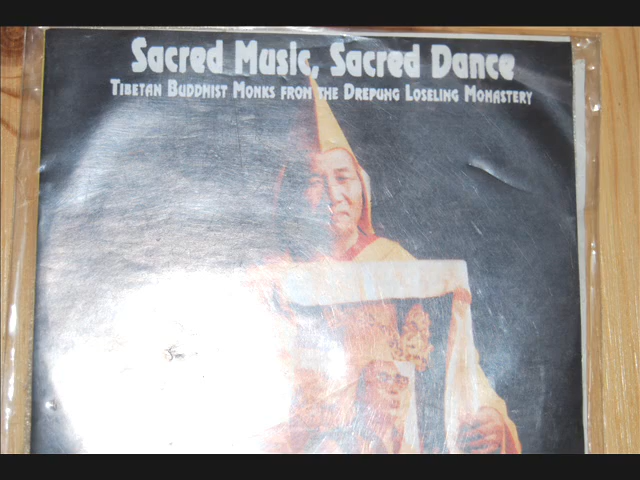 Sacred Music, Sacred Dance
Tibetan Buddhist Monks from the Drepung Loseling Monastery